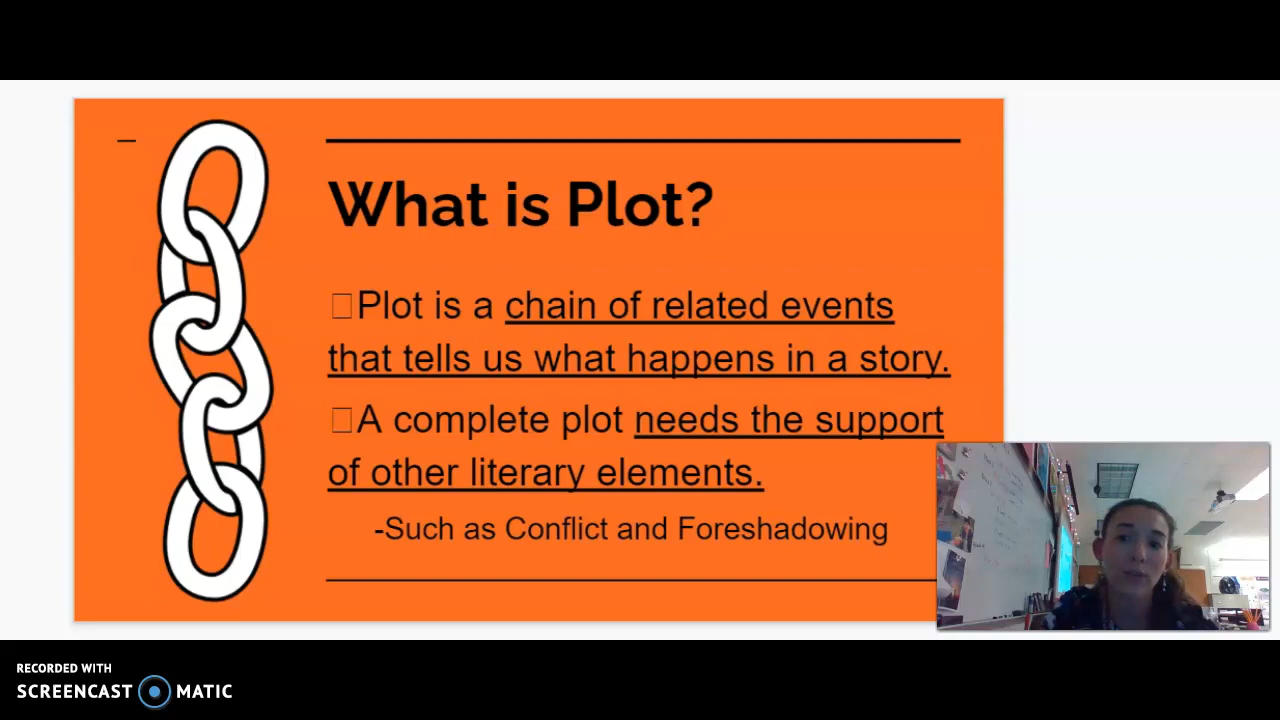 What is Plot?
Plot is a chain of related events
that tells us what happens in a story.
A complete plot needs the support
of other literary elements.
-Such as Conflict and Foreshadowing
RECORDED WITH
SCREENCAST MATIC